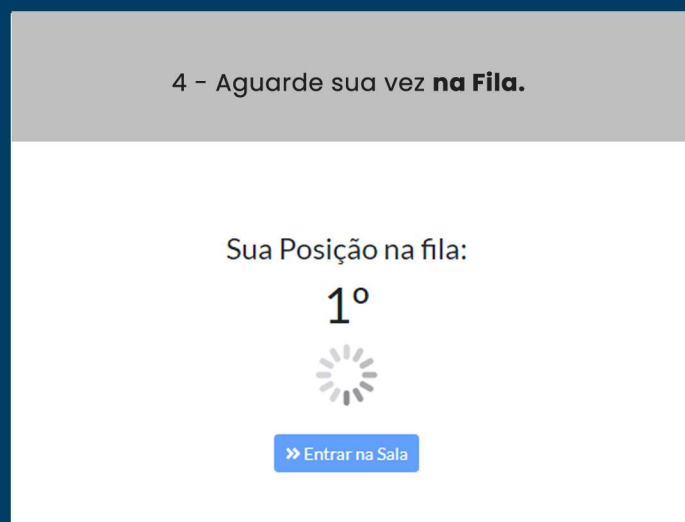 4 - Aguarde sua vez na Fila.
Sua Posição na fila:
1º
Entrar na Sala